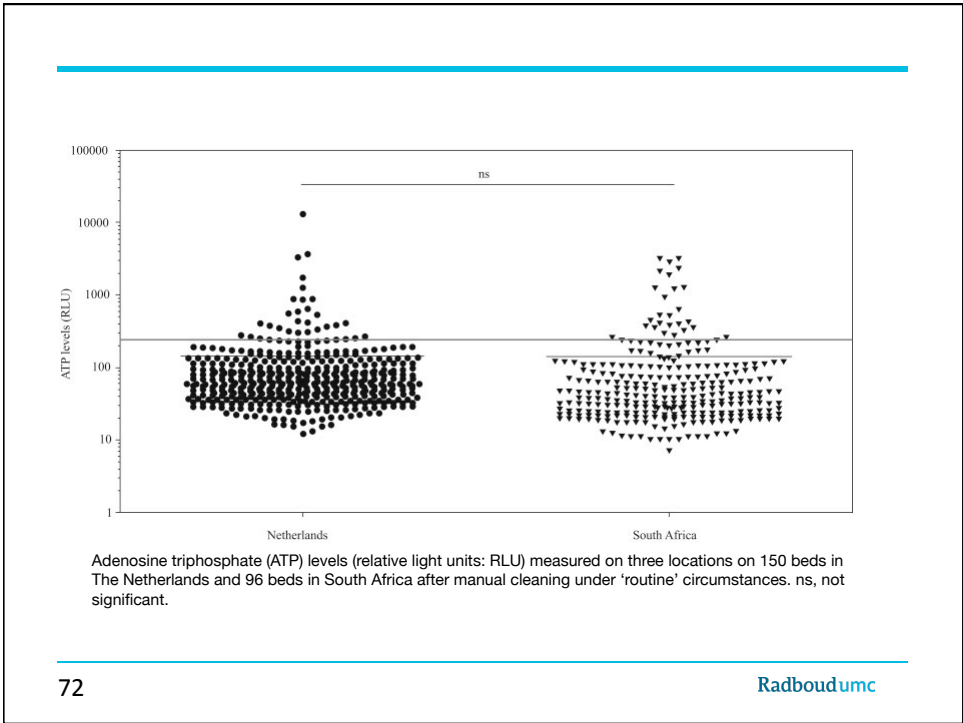 100000
ns
10000
1000
ATP levels (RLU)
100
10
1
Netherlands
South Africa
Adenosine triphosphate (ATP) levels (relative light units: RLU) measured on three locations on 150 beds in
The Netherlands and 96 beds in South Africa after manual cleaning under ‘routine’ circumstances. ns, not
significant.
72
Radboudumc